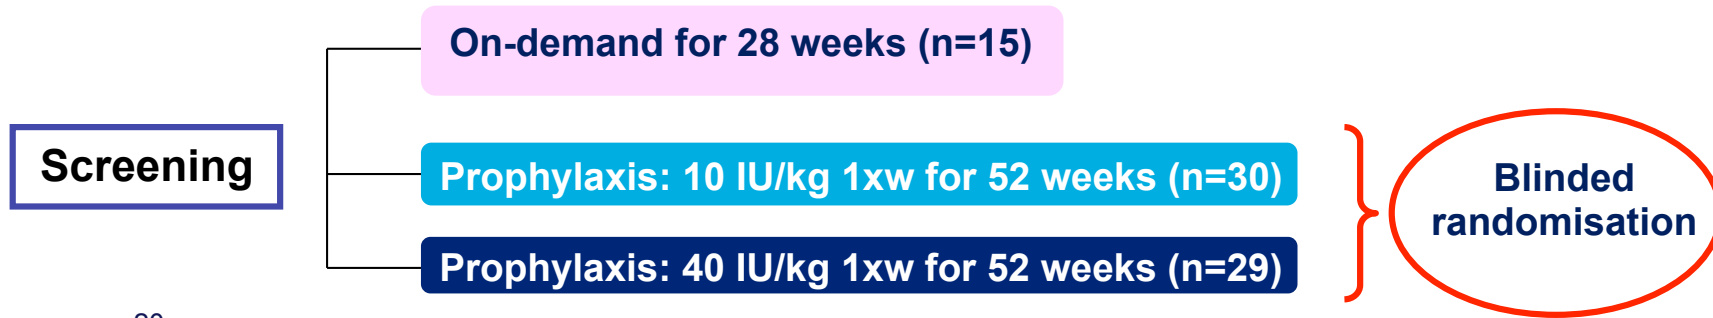 On-demand for 28 weeks (n=15)
Screening
Prophylaxis: 10 IU/kg 1xw for 52 weeks (n=30)
Prophylaxis: 40 IU/kg 1xw for 52 weeks (n=29)
Blinded
randomisation